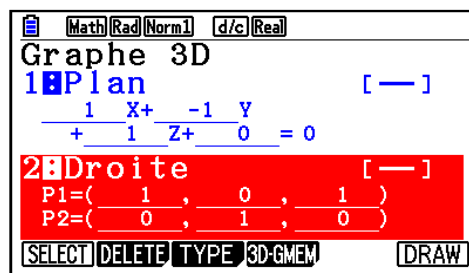 Math Rad Norm1 d/c Real
Graphe 3D
1:Plan [—]
1 X+ -1 Y
+ 1 Z+ 0 = 0
2:Droite [—]
P1=( 1 , 0 , 1 )
P2=( 0 , 1 , 0 )
SELECT DELETE TYPE 3D·GMEM DRAW